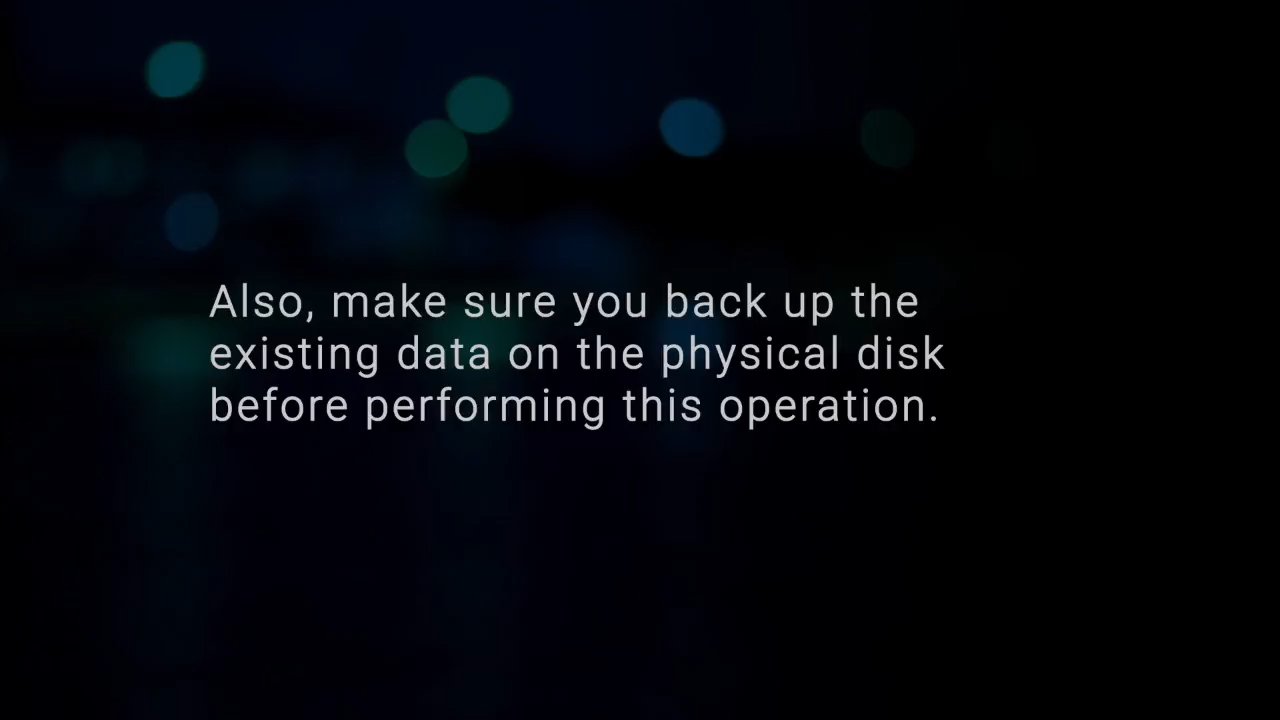 Also, make sure you back up the
existing data on the physical disk
before performing this operation.